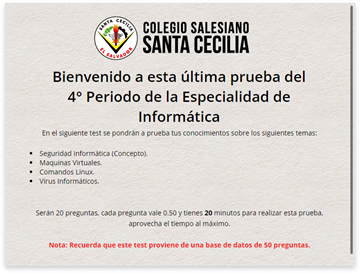 SANTA CECILIA
EL SALVADOR
COLEGIO SALESIANO
SANTA CECILIA
Bienvenido a esta última prueba del
4° Periodo de la Especialidad de
Informática
En el siguiente test se pondrán a prueba tus conocimientos sobre los siguientes temas:
Seguridad Informática (Concepto).
Maquinas Virtuales.
Comandos Linux.
Virus Informáticos.
Serán 20 preguntas, cada pregunta vale 0.50 y tienes 20 minutos para realizar esta prueba,
aprovecha el tiempo al máximo.
Nota: Recuerda que este test proviene de una base de datos de 50 preguntas.